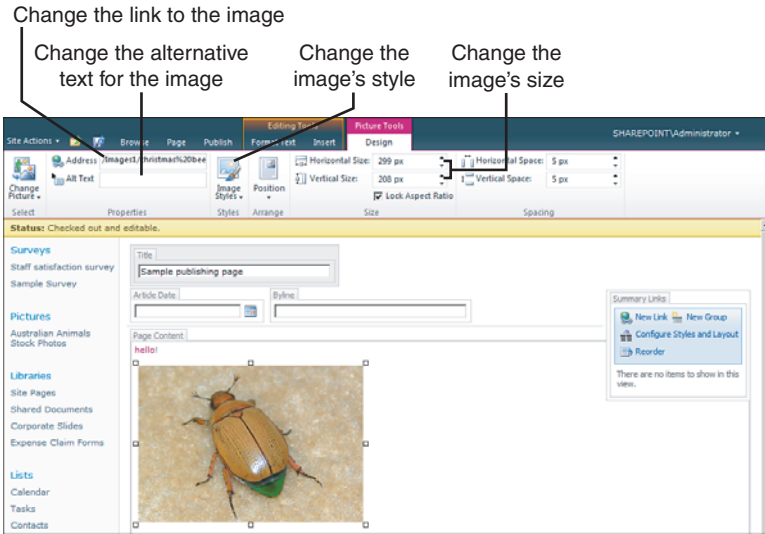 Change the link to the image
Change the alternative
text for the image
Change the
image's style
Change the
image's size
Editing Tools Picture Tools
Site Actions Browse Page Publish Format Text Insert Design SHAREPOINT\Administrator
Address /Images1/christmas%20bee
Horizontal Size: 299 px
Horizontal Space: 5 px
Alt Text
Vertical Size: 208 px
Vertical Space: 5 px
Change
Picture
Image
Styles
Position
Lock Aspect Ratio
Select Properties Styles Arrange Size Spacing
Status: Checked out and editable.
Surveys
Staff satisfaction survey
Sample Survey
Pictures
Australian Animals
Stock Photos
Libraries
Site Pages
Shared Documents
Corporate Slides
Expense Claim Forms
Lists
Calendar
Tasks
Contacts
Title
Sample publishing page
Article Date
Byline
Page Content
hello!
Summary Links
New Link New Group
Configure Styles and Layout
Reorder
There are no items to show in this
view.